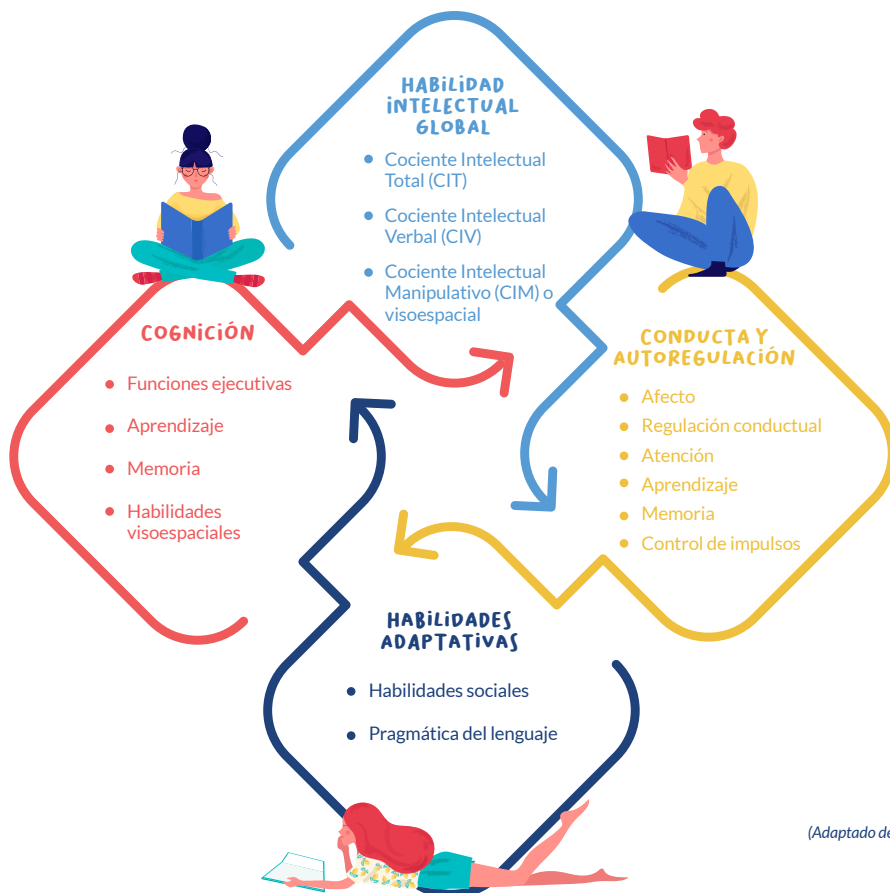 HABILIDAD
INTELECTUAL
GLOBAL
• Cociente Intelectual
Total (CIT)
• Cociente Intelectual
Verbal (CIV)
• Cociente Intelectual
Manipulativo (CIM) o
visoespacial
COGNICIÓN
• Funciones ejecutivas
• Aprendizaje
• Memoria
• Habilidades
visoespaciales
CONDUCTA Y
AUTOREGULACIÓN
• Afecto
• Regulación conductual
• Atención
• Aprendizaje
• Memoria
• Control de impulsos
HABILIDADES
ADAPTATIVAS
• Habilidades sociales
• Pragmática del lenguaje
(Adaptado de